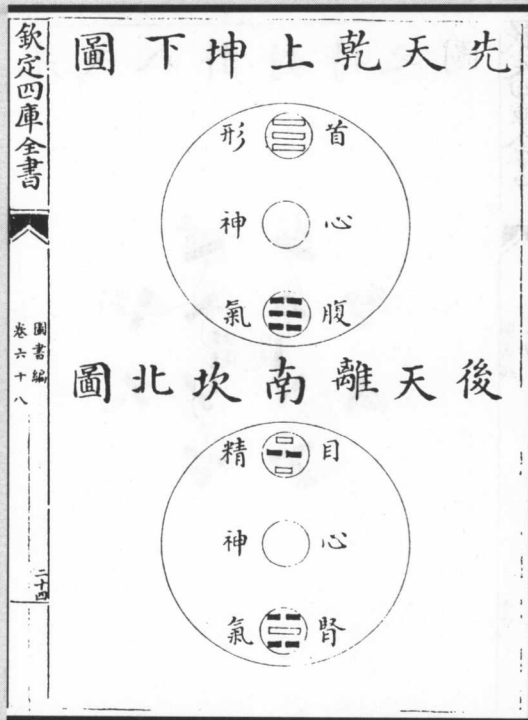 先天乾上坤下圖
首 形
心 神
腹 氣
後天離南坎北圖
目 精
心 神
腎 氣
欽定四庫全書
圖書編
卷六十八
二十四